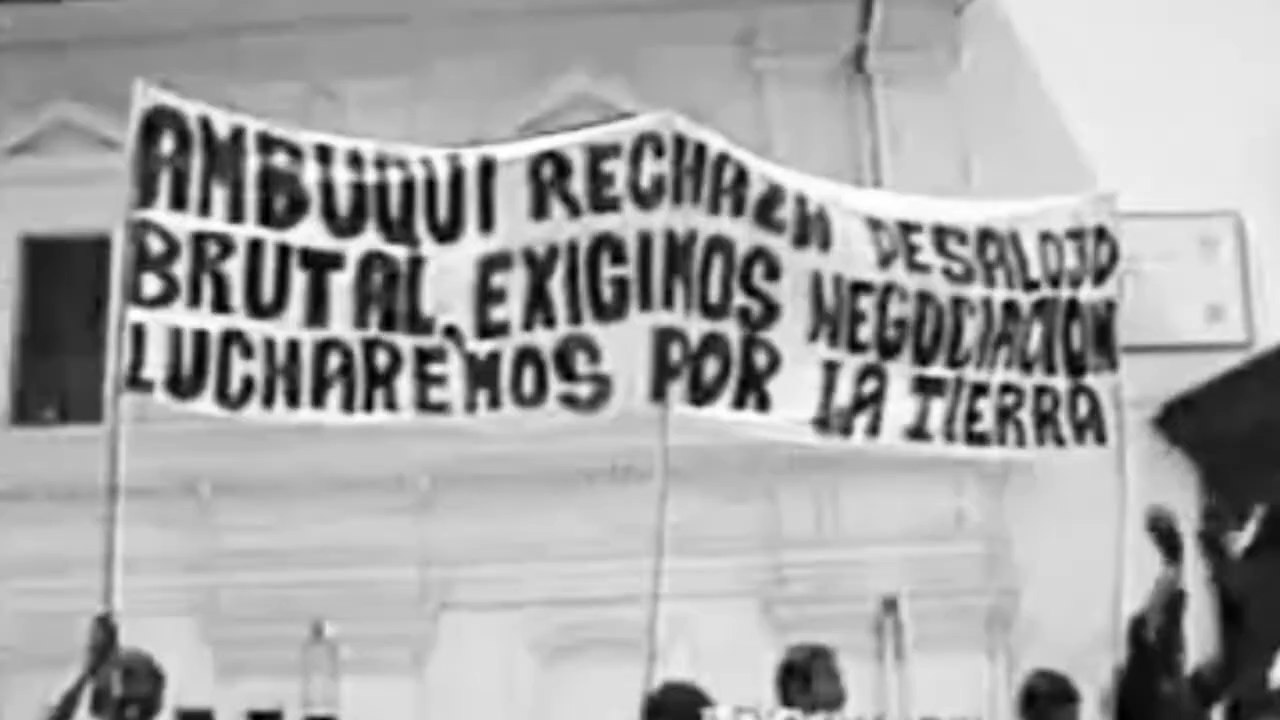 AMBUQUI RECHAZA DESALOJO
BRUTAL, EXIGIMOS NEGOCIACION
LUCHAREMOS POR LA TIERRA